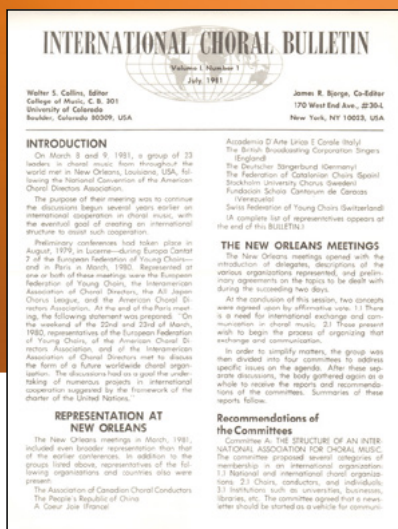 INTERNATIONAL CHORAL BULLETIN
Volume I, Number 1
July 1981
Walter S. Collins, Editor
College of Music, C. B. 301
University of Colorado
Boulder, Colorado 80309, USA
James R. Bjorge, Co-Editor
170 West End Ave., #30-L
New York, NY 10023, USA
INTRODUCTION
On March 8 and 9, 1981, a group of 23
leaders in choral music from throughout the
world met in New Orleans, Louisiana, USA, fol-
lowing the National Convention of the American
Choral Directors Association.
The purpose of their meeting was to continue
the discussions begun several years earlier on
international cooperation in choral music, with
the eventual goal of creating an international
structure to assist such cooperation.
Preliminary conferences had taken place in
August, 1979, in Lucerne—during Europa Cantat
7 of the European Federation of Young Choirs—
and in Paris in March, 1980. Represented at
one or both of these meetings were the European
Federation of Young Choirs, the Interamerican
Association of Choral Directors, the All Japan
Chorus League, and the American Choral Di-
rectors Association. At the end of the Paris meet-
ing, the following statement was prepared: "On
the weekend of the 22nd and 23rd of March,
1980, representatives of the European Federation
of Young Choirs, of the American Choral Di-
rectors Association, and of the Interamerican
Association of Choral Directors met to discuss
the form of a future worldwide choral organ-
ization. The discussions had as a goal the under-
taking of numerous projects in international
cooperation suggested by the framework of the
charter of the United Nations."
REPRESENTATION AT
NEW ORLEANS
The New Orleans meetings in March, 1981,
included even broader representation than that
of the earlier conferences. In addition to the
groups listed above, representatives of the fol-
lowing organizations and countries also were
present:
The Association of Canadian Choral Conductors
The People's Republic of China
A Coeur Joie (France)
Accademia D'Arte Lirica E Corale (Italy)
The British Broadcasting Corporation Singers
(England)
The Deutscher Sängerbund (Germany)
The Federation of Catalonian Choirs (Spain)
Stockholm University Chorus (Sweden)
Fundacion Schola Cantorum de Caracas
(Venezuela)
Swiss Federation of Young Choirs (Switzerland)
(A complete list of representatives appears at
the end of this BULLETIN.)
THE NEW ORLEANS MEETINGS
The New Orleans meetings opened with the
introduction of delegates, descriptions of the
various organizations represented, and prelim-
inary agreements on the topics to be dealt with
during the succeeding two days.
At the conclusion of this session, two concepts
were agreed upon by affirmative vote: 1) There
is a need for international exchange and com-
munication in choral music. 2) Those present
wish to begin the process of organizing that
exchange and communication.
In order to simplify matters, the group was
then divided into four committees to address
specific issues on the agenda. After these sep-
arate discussions, the body gathered again as a
whole to receive the reports and recommenda-
tions of the committees. Summaries of these
reports follow.
Recommendations of
the Committees
Committee A: THE STRUCTURE OF AN INTER-
NATIONAL ASSOCIATION FOR CHORAL MUSIC.
The committee proposed several categories of
membership in an international organization:
1.) National and international choral organiza-
tions; 2.) Choirs, conductors, and individuals;
3.) Institutions such as universities, businesses,
libraries, etc. The committee agreed that a news
letter should be started as a vehicle for communi-